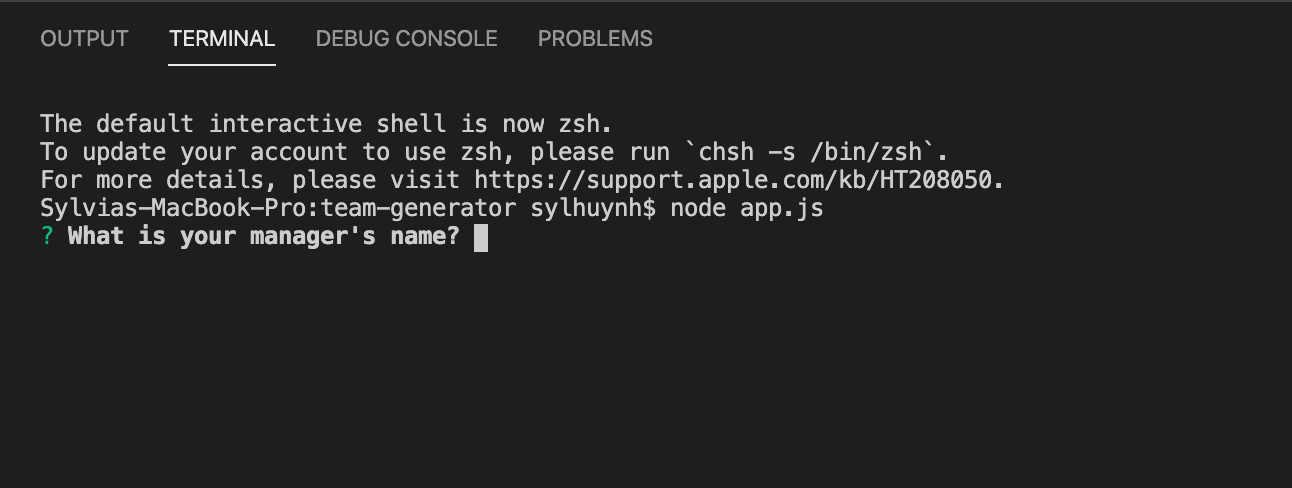 OUTPUT TERMINAL DEBUG CONSOLE PROBLEMS
The default interactive shell is now zsh.
To update your account to use zsh, please run `chsh -s /bin/zsh`.
For more details, please visit https://support.apple.com/kb/HT208050.
Sylvias-MacBook-Pro:team-generator sylhuynh$ node app.js
? What is your manager's name?